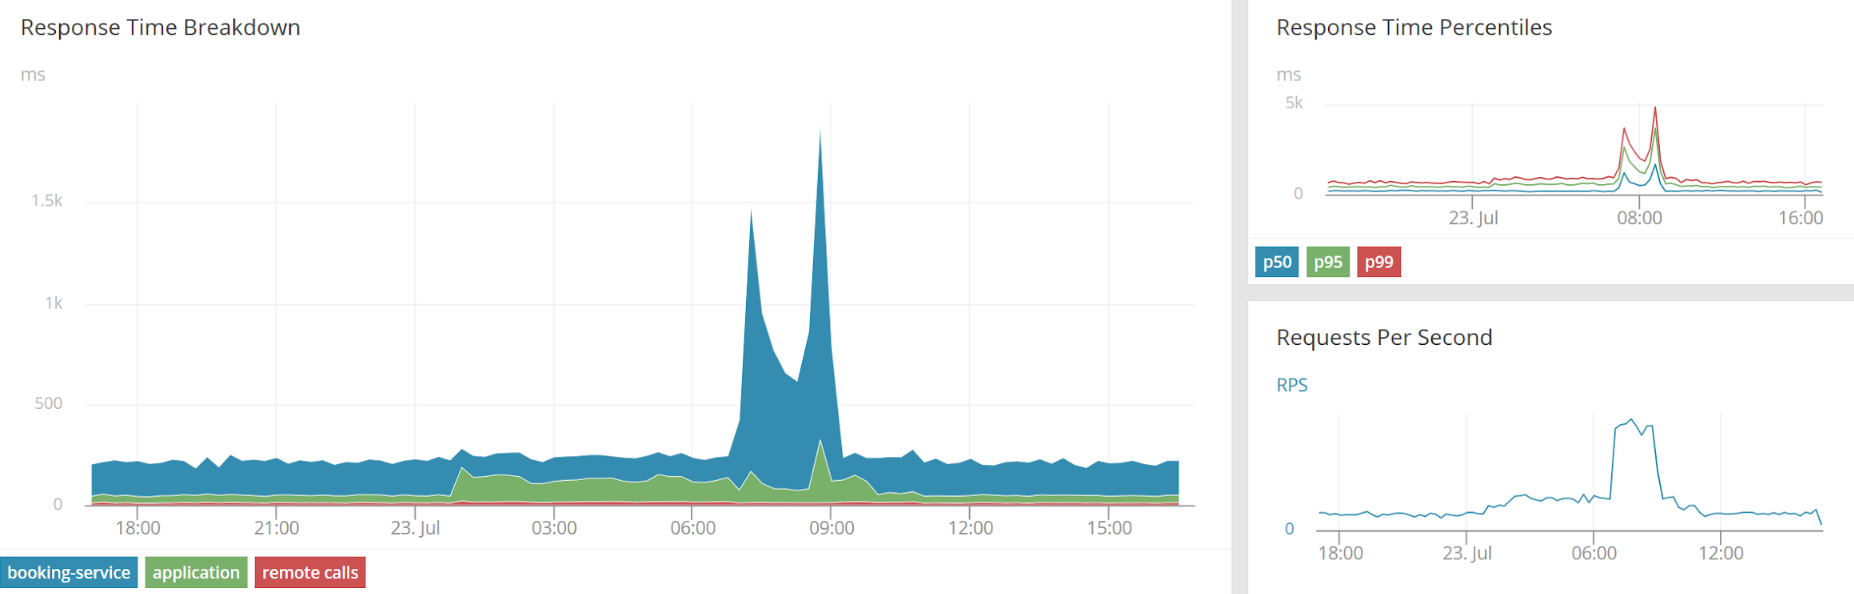 Response Time Breakdown
ms
1.5k
1k
500
0
18:00 21:00 23. Jul 03:00 06:00 09:00 12:00 15:00
booking-service application remote calls
Response Time Percentiles
ms
5k
0
23. Jul 08:00 16:00
p50 p95 p99
Requests Per Second
RPS
0
18:00 23. Jul 06:00 12:00